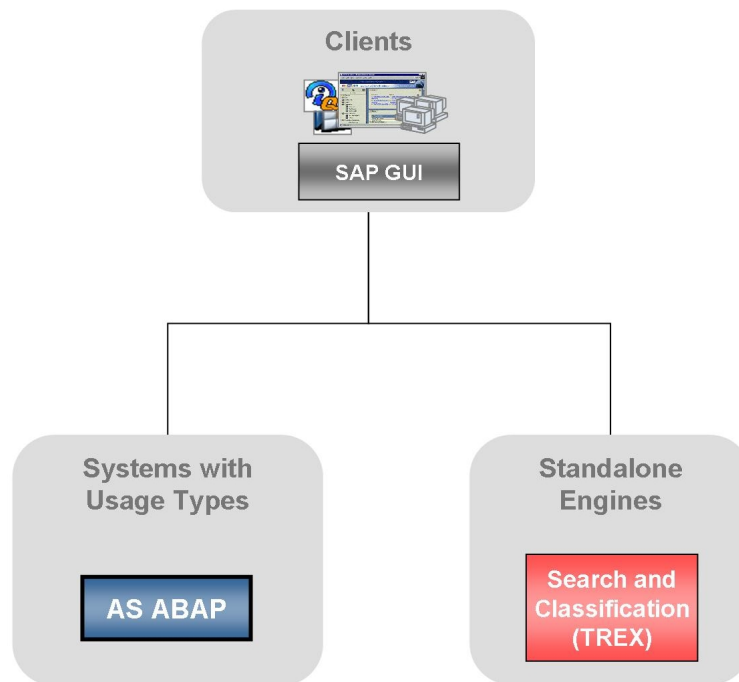 Clients
SAP GUI
Systems with
Usage Types
AS ABAP
Standalone
Engines
Search and
Classification
(TREX)